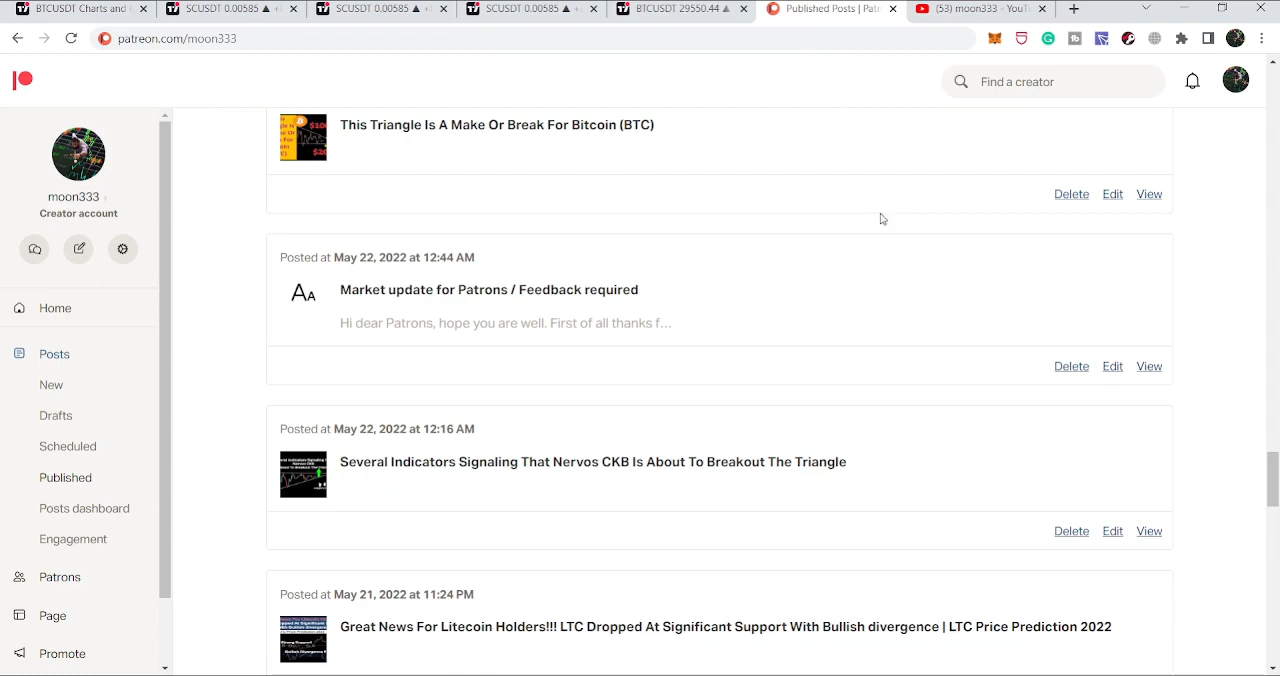 BTCUSDT Charts and
SCUSDT 0.00585 ▲ +
SCUSDT 0.00585 ▲ +
SCUSDT 0.00585 ▲ +
BTCUSDT 29550.44 ▲
Published Posts | Patr
(53) moon333 - YouT
patreon.com/moon333
Find a creator
moon333
Creator account
Home
Posts
New
Drafts
Scheduled
Published
Posts dashboard
Engagement
Patrons
Page
Promote
This Triangle Is A Make Or Break For Bitcoin (BTC)
Delete Edit View
Posted at May 22, 2022 at 12:44 AM
AA
Market update for Patrons / Feedback required
Hi dear Patrons, hope you are well. First of all thanks f...
Delete Edit View
Posted at May 22, 2022 at 12:16 AM
Several Indicators Signaling That Nervos CKB Is About To Breakout The Triangle
Delete Edit View
Posted at May 21, 2022 at 11:24 PM
Great News For Litecoin Holders!! LTC Dropped At Significant Support With Bullish divergence | LTC Price Prediction 2022